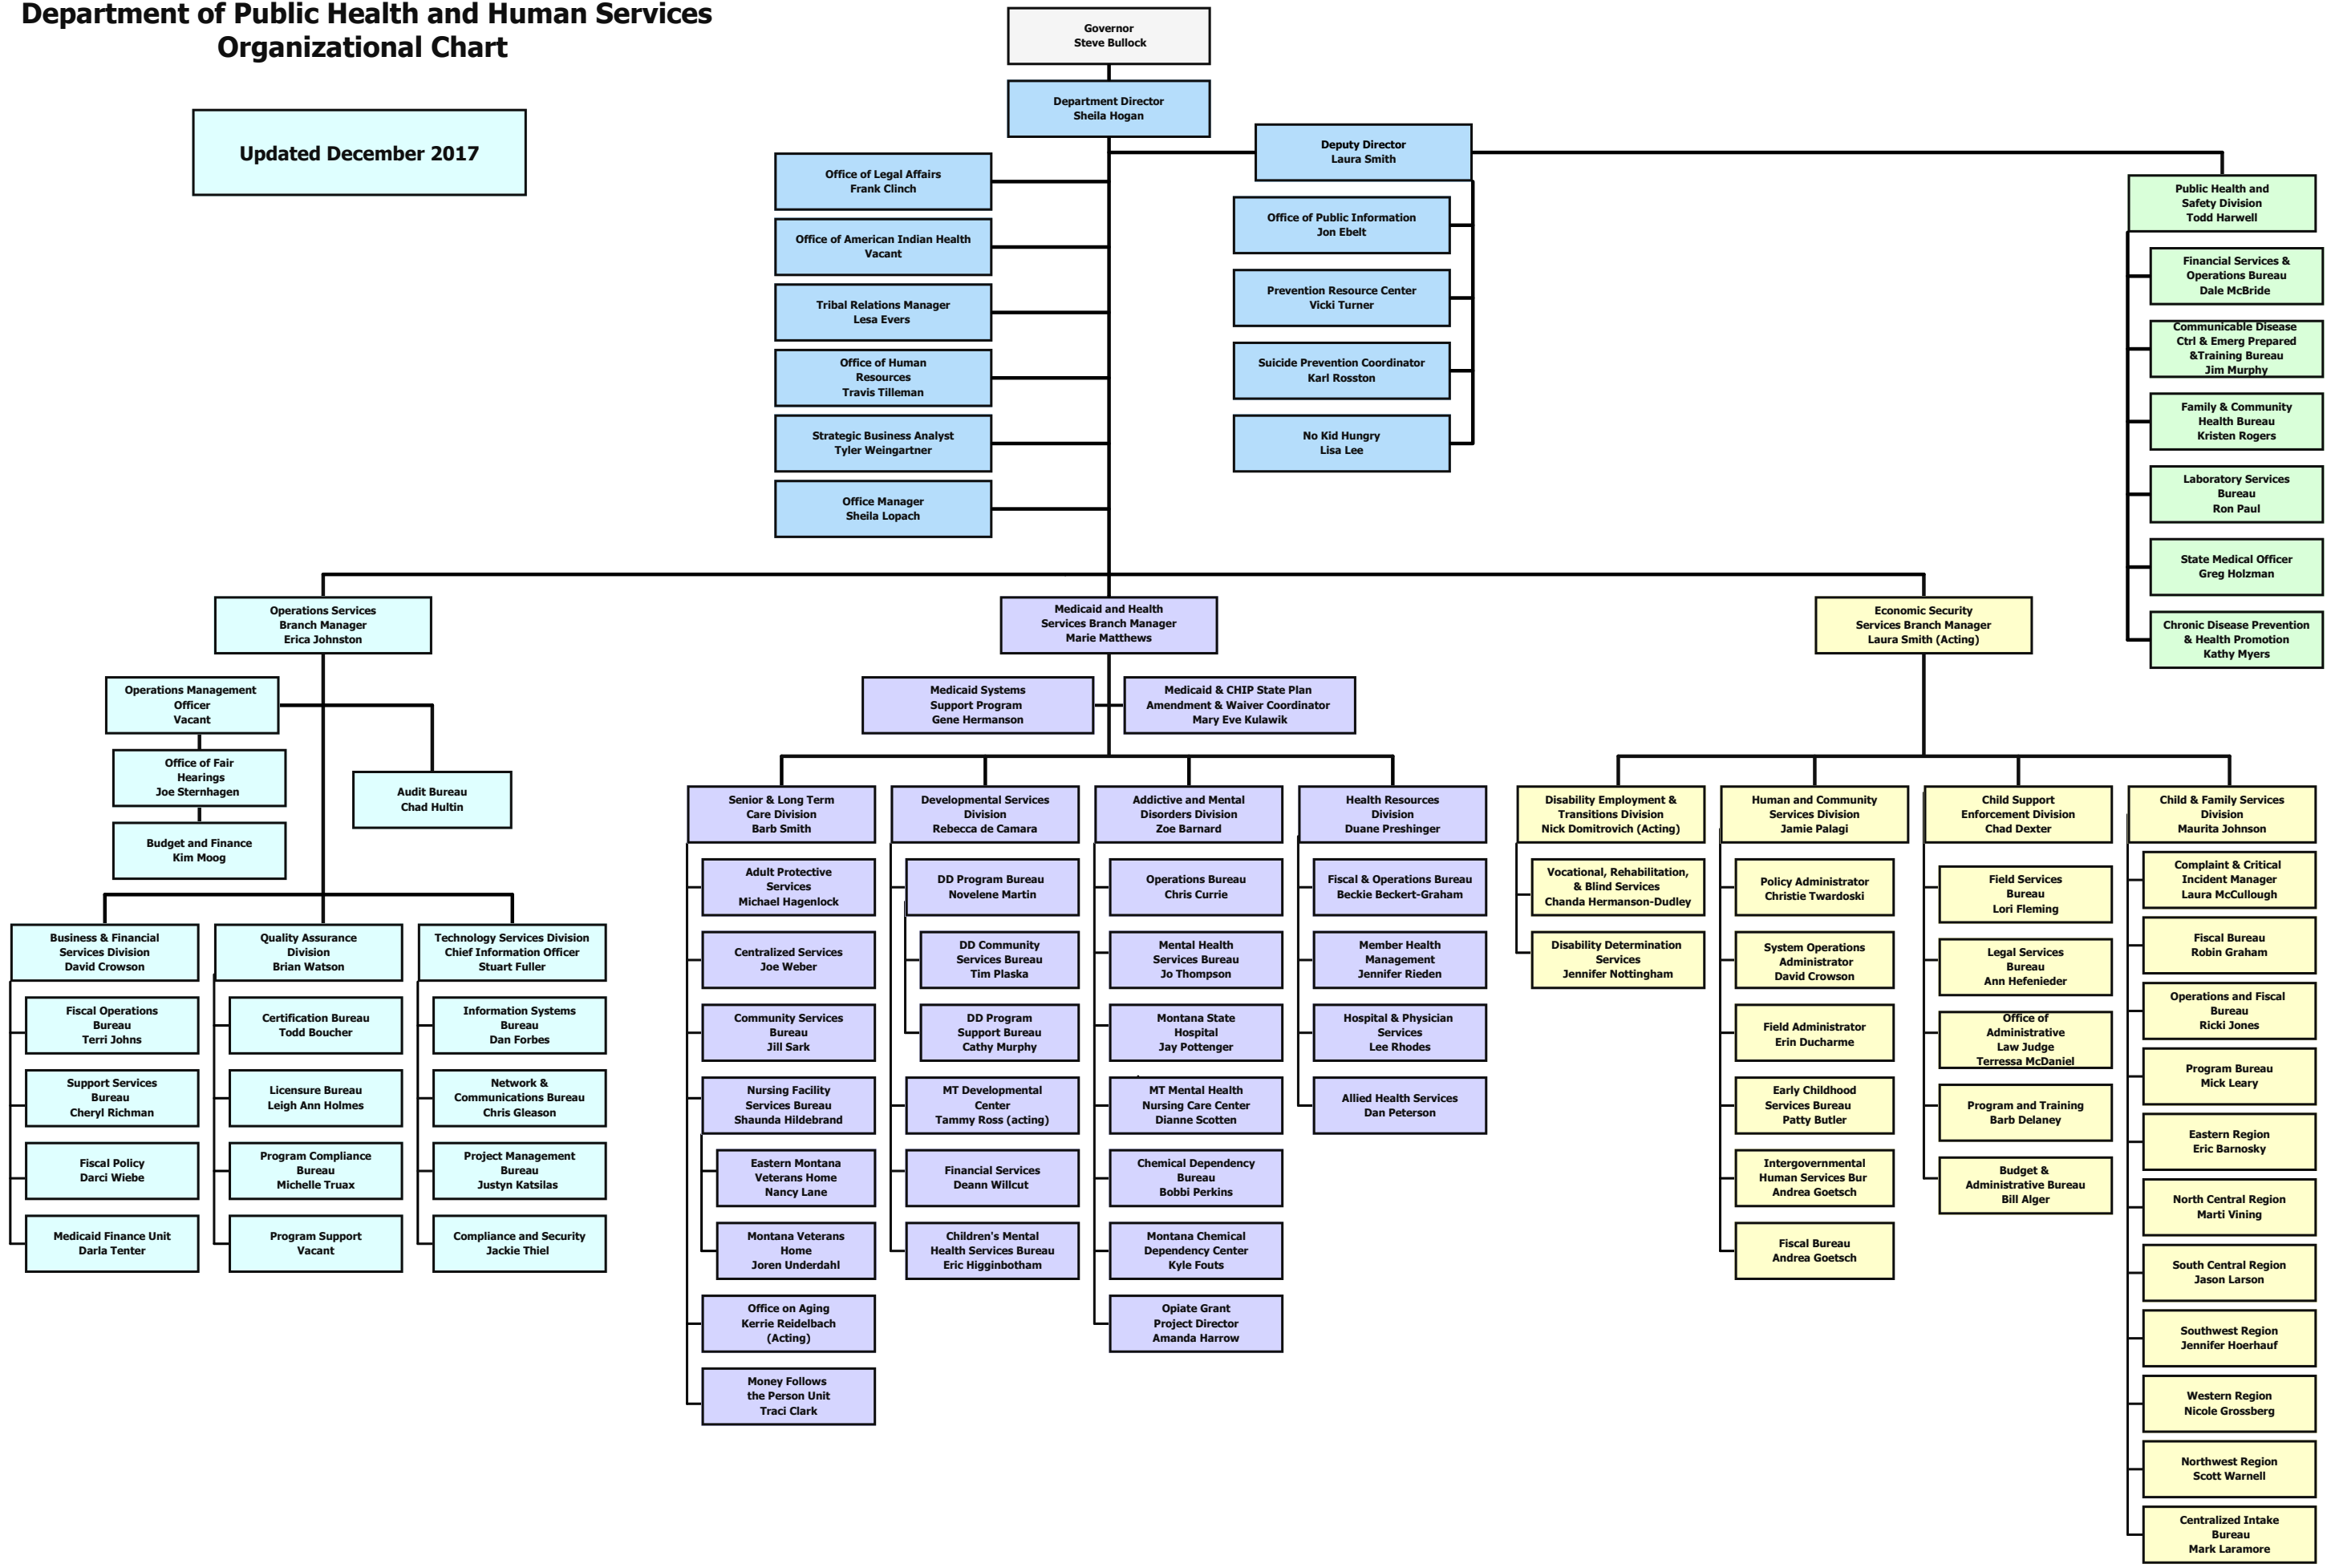 Department of Public Health and Human Services
Organizational Chart
Updated December 2017
Governor
Steve Bullock
Department Director
Sheila Hogan
Deputy Director
Laura Smith
Office of Legal Affairs
Frank Clinch
Office of American Indian Health
Vacant
Tribal Relations Manager
Lesa Evers
Office of Human
Resources
Travis Tilleman
Strategic Business Analyst
Tyler Weingartner
Office Manager
Sheila Lopach
Office of Public Information
Jon Ebelt
Prevention Resource Center
Vicki Turner
Suicide Prevention Coordinator
Karl Rosston
No Kid Hungry
Lisa Lee
Public Health and
Safety Division
Todd Harwell
Financial Services &
Operations Bureau
Dale McBride
Communicable Disease
Ctrl & Emerg Prepared
&Training Bureau
Jim Murphy
Family & Community
Health Bureau
Kristen Rogers
Laboratory Services
Bureau
Ron Paul
State Medical Officer
Greg Holzman
Chronic Disease Prevention
& Health Promotion
Kathy Myers
Operations Services
Branch Manager
Erica Johnston
Operations Management
Officer
Vacant
Office of Fair
Hearings
Joe Sternhagen
Budget and Finance
Kim Moog
Audit Bureau
Chad Hultin
Business & Financial
Services Division
David Crowson
Fiscal Operations
Bureau
Terri Johns
Support Services
Bureau
Cheryl Richman
Fiscal Policy
Darci Wiebe
Medicaid Finance Unit
Darla Tenter
Quality Assurance
Division
Brian Watson
Certification Bureau
Todd Boucher
Licensure Bureau
Leigh Ann Holmes
Program Compliance
Bureau
Michelle Truax
Program Support
Vacant
Technology Services Division
Chief Information Officer
Stuart Fuller
Information Systems
Bureau
Dan Forbes
Network &
Communications Bureau
Chris Gleason
Project Management
Bureau
Justyn Katsilas
Compliance and Security
Jackie Thiel
Medicaid and Health
Services Branch Manager
Marie Matthews
Medicaid Systems
Support Program
Gene Hermanson
Medicaid & CHIP State Plan
Amendment & Waiver Coordinator
Mary Eve Kulawik
Senior & Long Term
Care Division
Barb Smith
Adult Protective
Services
Michael Hagenlock
Centralized Services
Joe Weber
Community Services
Bureau
Jill Sark
Nursing Facility
Services Bureau
Shaunda Hildebrand
Eastern Montana
Veterans Home
Nancy Lane
Montana Veterans
Home
Joren Underdahl
Office on Aging
Kerrie Reidelbach
(Acting)
Money Follows
the Person Unit
Traci Clark
Developmental Services
Division
Rebecca de Camara
DD Program Bureau
Novelene Martin
DD Community
Services Bureau
Tim Plaska
DD Program
Support Bureau
Cathy Murphy
MT Developmental
Center
Tammy Ross (acting)
Financial Services
Deann Willcut
Children's Mental
Health Services Bureau
Eric Higginbotham
Addictive and Mental
Disorders Division
Zoe Barnard
Operations Bureau
Chris Currie
Mental Health
Services Bureau
Jo Thompson
Montana State
Hospital
Jay Pottenger
MT Mental Health
Nursing Care Center
Dianne Scotten
Chemical Dependency
Bureau
Bobbi Perkins
Montana Chemical
Dependency Center
Kyle Fouts
Opiate Grant
Project Director
Amanda Harrow
Health Resources
Division
Duane Preshinger
Fiscal & Operations Bureau
Beckie Beckert-Graham
Member Health
Management
Jennifer Rieden
Hospital & Physician
Services
Lee Rhodes
Allied Health Services
Dan Peterson
Economic Security
Services Branch Manager
Laura Smith (Acting)
Disability Employment &
Transitions Division
Nick Domitrovich (Acting)
Vocational, Rehabilitation,
& Blind Services
Chanda Hermanson-Dudley
Disability Determination
Services
Jennifer Nottingham
Human and Community
Services Division
Jamie Palagi
Policy Administrator
Christie Twardoski
System Operations
Administrator
David Crowson
Field Administrator
Erin Ducharme
Early Childhood
Services Bureau
Patty Butler
Intergovernmental
Human Services Bur
Andrea Goetsch
Fiscal Bureau
Andrea Goetsch
Child Support
Enforcement Division
Chad Dexter
Field Services
Bureau
Lori Fleming
Legal Services
Bureau
Ann Hefenieder
Office of
Administrative
Law Judge
Terressa McDaniel
Program and Training
Barb Delaney
Budget &
Administrative Bureau
Bill Alger
Child & Family Services
Division
Maurita Johnson
Complaint & Critical
Incident Manager
Laura McCullough
Fiscal Bureau
Robin Graham
Operations and Fiscal
Bureau
Ricki Jones
Program Bureau
Mick Leary
Eastern Region
Eric Barnosky
North Central Region
Marti Vining
South Central Region
Jason Larson
Southwest Region
Jennifer Hoerhauf
Western Region
Nicole Grossberg
Northwest Region
Scott Warnell
Centralized Intake
Bureau
Mark Laramore